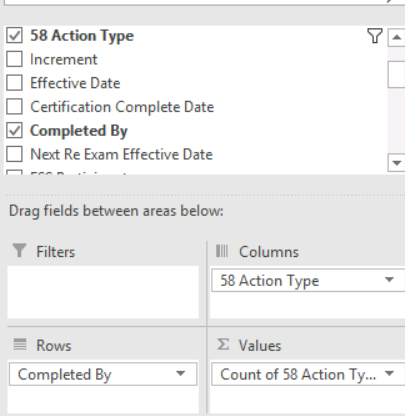 58 Action Type
Increment
Effective Date
Certification Complete Date
Completed By
Next Re Exam Effective Date
Drag fields between areas below:
Filters
Columns
58 Action Type
Rows
Values
Completed By
Count of 58 Action Ty...